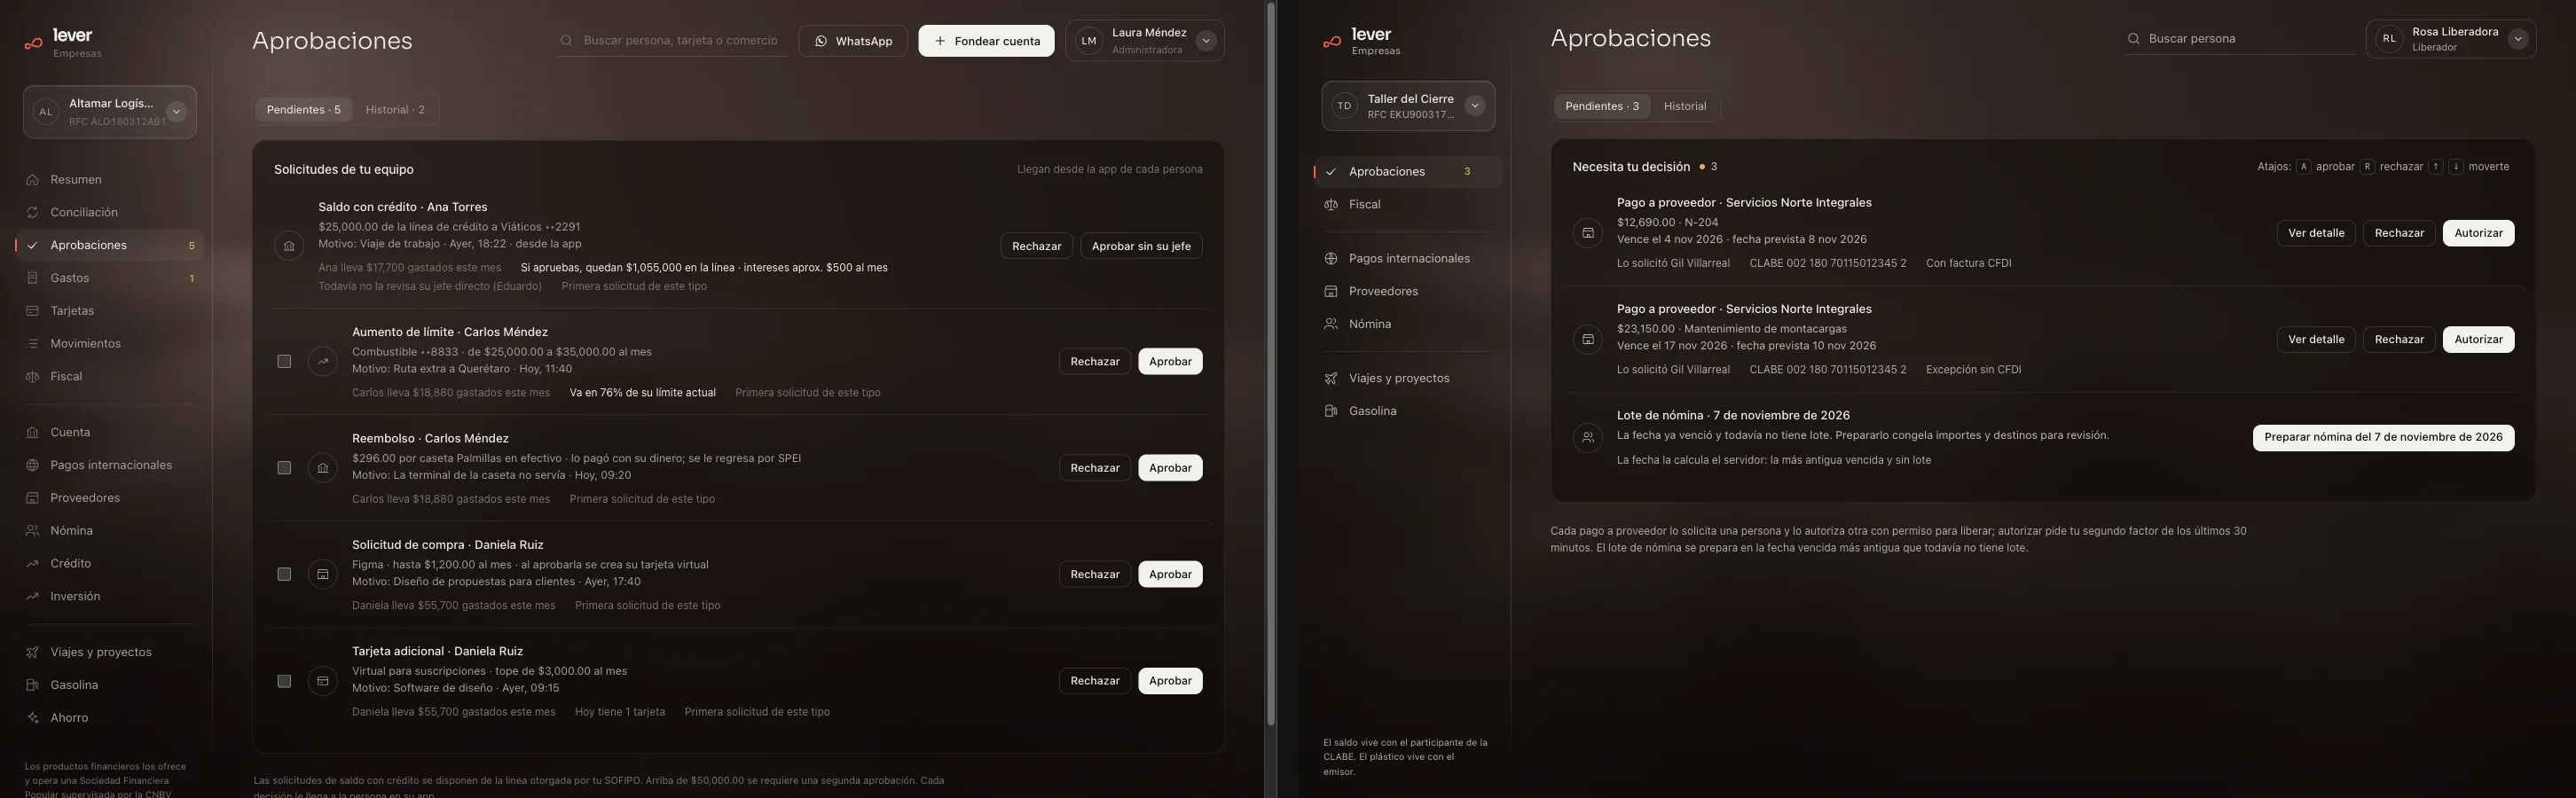 lever
Empresas
Aprobaciones
Buscar persona, tarjeta o comercio
WhatsApp
+ Fondear cuenta
LM
Laura Méndez
Administradora
AL
Altamar Logís...
RFC ALO180312AB1
Resumen
Conciliación
Aprobaciones 5
Gastos 1
Tarjetas
Movimientos
Fiscal
Cuenta
Pagos internacionales
Proveedores
Nómina
Crédito
Inversión
Viajes y proyectos
Gasolina
Ahorro
Los productos financieros los ofrece
y opera una Sociedad Financiera
Popular supervisada por la CNBV
Pendientes · 5
Historial · 2
Solicitudes de tu equipo
Llegan desde la app de cada persona
Saldo con crédito · Ana Torres
$25,000.00 de la línea de crédito a Viáticos ··2291
Motivo: Viaje de trabajo · Ayer, 18:22 · desde la app
Ana lleva $17,700 gastados este mes Si apruebas, quedan $1,055,000 en la línea · intereses aprox. $500 al mes
Todavía no la revisa su jefe directo (Eduardo) Primera solicitud de este tipo
Rechazar
Aprobar sin su jefe
Aumento de límite · Carlos Méndez
Combustible ··8833 · de $25,000.00 a $35,000.00 al mes
Motivo: Ruta extra a Querétaro · Hoy, 11:40
Carlos lleva $18,880 gastados este mes Va en 76% de su límite actual Primera solicitud de este tipo
Rechazar
Aprobar
Reembolso · Carlos Méndez
$296.00 por caseta Palmillas en efectivo · lo pagó con su dinero; se le regresa por SPEI
Motivo: La terminal de la caseta no servía · Hoy, 09:20
Carlos lleva $18,880 gastados este mes Primera solicitud de este tipo
Rechazar
Aprobar
Solicitud de compra · Daniela Ruiz
Figma · hasta $1,200.00 al mes · al aprobarla se crea su tarjeta virtual
Motivo: Diseño de propuestas para clientes · Ayer, 17:40
Daniela lleva $55,700 gastados este mes Primera solicitud de este tipo
Rechazar
Aprobar
Tarjeta adicional · Daniela Ruiz
Virtual para suscripciones · tope de $3,000.00 al mes
Motivo: Software de diseño · Ayer, 09:15
Daniela lleva $55,700 gastados este mes Hoy tiene 1 tarjeta Primera solicitud de este tipo
Rechazar
Aprobar
Las solicitudes de saldo con crédito se disponen de la línea otorgada por tu SOFIPO. Arriba de $50,000.00 se requiere una segunda aprobación. Cada
decisión le llega a la persona en su app.
lever
Empresas
Aprobaciones
Buscar persona
RL
Rosa Liberadora
Liberador
TD
Taller del Cierre
RFC EKU900317...
Aprobaciones 3
Fiscal
Pagos internacionales
Proveedores
Nómina
Viajes y proyectos
Gasolina
El saldo vive con el participante de la
CLABE. El plástico vive con el
emisor.
Pendientes · 3
Historial
Necesita tu decisión • 3
Atajos: A aprobar R rechazar ↑ ↓ moverte
Pago a proveedor · Servicios Norte Integrales
$12,690.00 · N-204
Vence el 4 nov 2026 · fecha prevista 8 nov 2026
Lo solicitó Gil Villarreal CLABE 002 180 70115012345 2 Con factura CFDI
Ver detalle
Rechazar
Autorizar
Pago a proveedor · Servicios Norte Integrales
$23,150.00 · Mantenimiento de montacargas
Vence el 17 nov 2026 · fecha prevista 10 nov 2026
Lo solicitó Gil Villarreal CLABE 002 180 70115012345 2 Excepción sin CFDI
Ver detalle
Rechazar
Autorizar
Lote de nómina · 7 de noviembre de 2026
La fecha ya venció y todavía no tiene lote. Prepararlo congela importes y destinos para revisión.
La fecha la calcula el servidor: la más antigua vencida y sin lote
Preparar nómina del 7 de noviembre de 2026
Cada pago a proveedor lo solicita una persona y lo autoriza otra con permiso para liberar; autorizar pide tu segundo factor de los últimos 30
minutos. El lote de nómina se prepara en la fecha vencida más antigua que todavía no tiene lote.